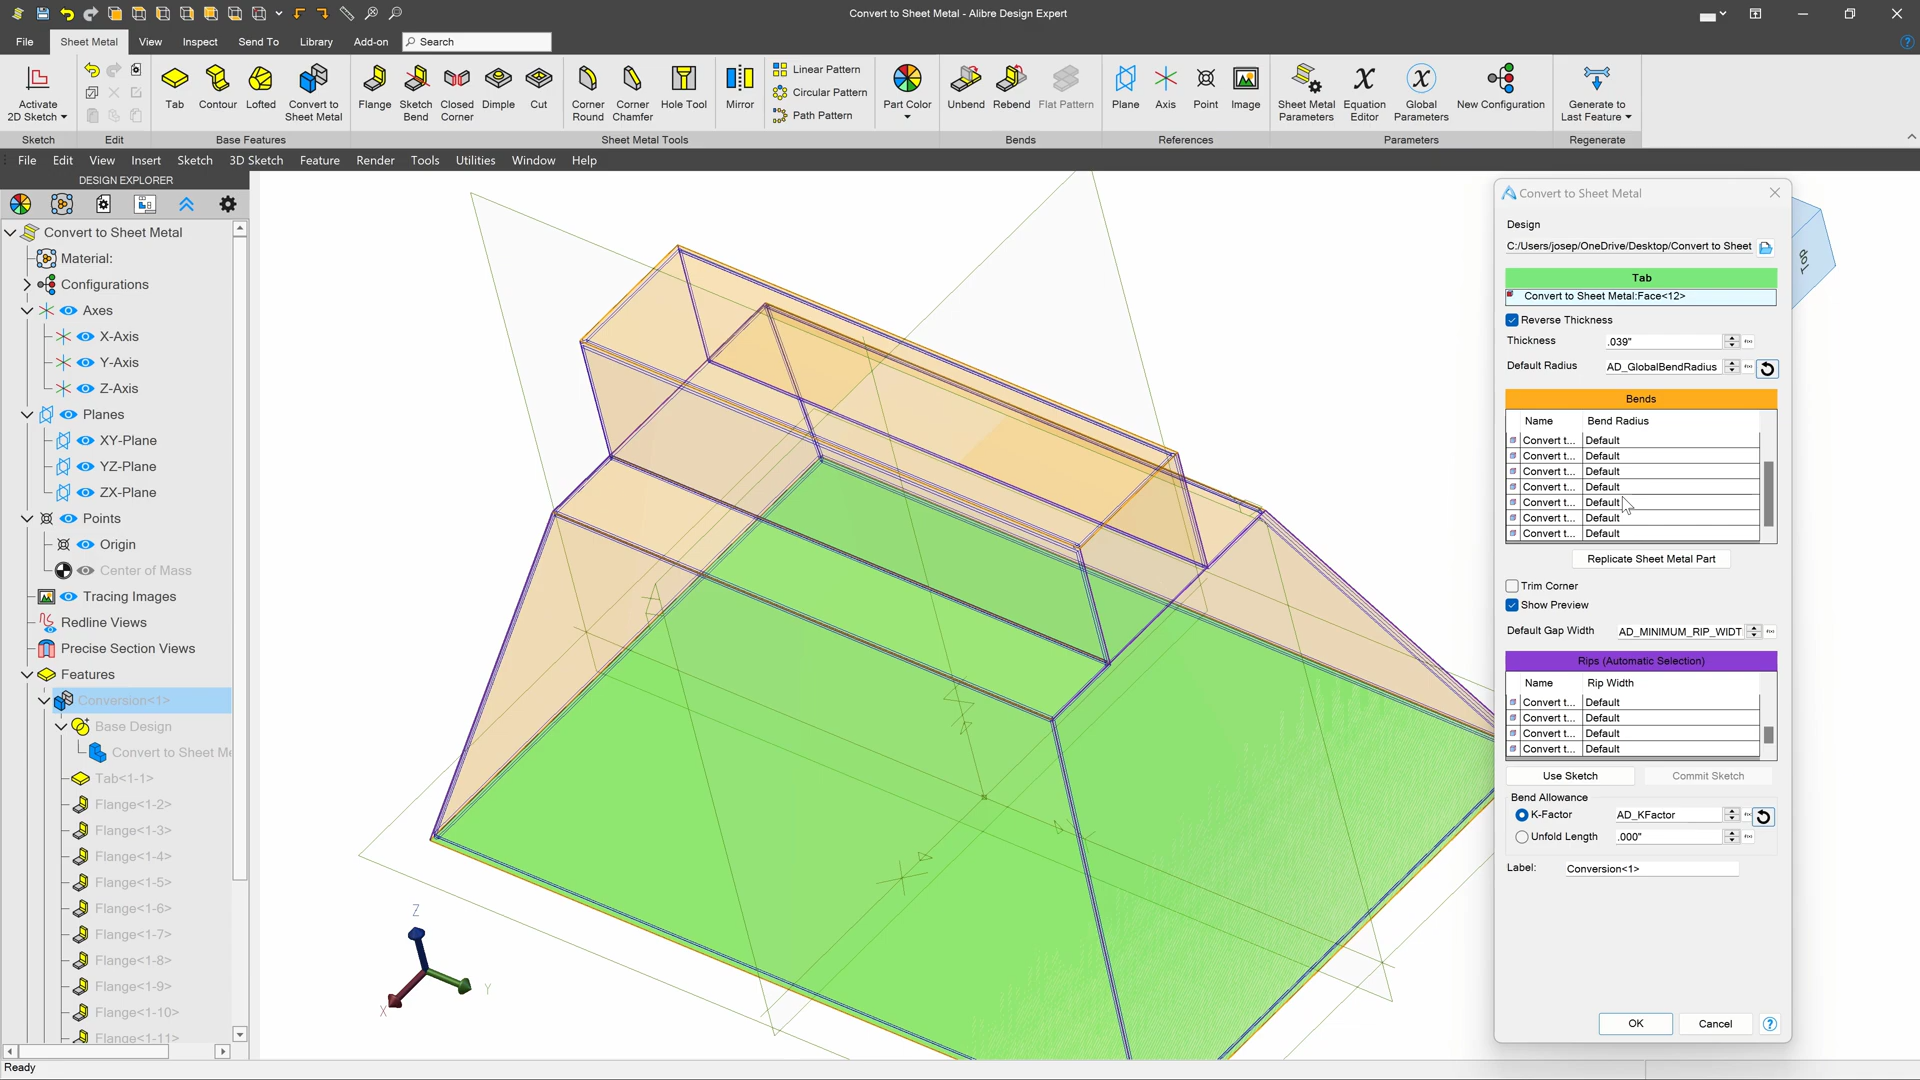 Convert to Sheet Metal - Alibre Design Expert
File Sheet Metal View Inspect Send To Library Add-on Search
Activate
2D Sketch
Sketch
Edit
Tab
Contour
Lofted
Convert to
Sheet Metal
Base Features
Flange
Sketch
Bend
Closed
Corner
Dimple
Cut
Corner
Round
Corner
Chamfer
Hole Tool
Mirror
Linear Pattern
Circular Pattern
Path Pattern
Sheet Metal Tools
Part Color
Unbend
Rebend
Flat Pattern
Bends
Plane
Axis
Point
Image
References
Sheet Metal
Parameters
Equation
Editor
Global
Parameters
New Configuration
Parameters
Generate to
Last Feature
Regenerate
File Edit View Insert Sketch 3D Sketch Feature Render Tools Utilities Window Help
DESIGN EXPLORER
Convert to Sheet Metal
Material:
Configurations
Axes
X-Axis
Y-Axis
Z-Axis
Planes
XY-Plane
YZ-Plane
ZX-Plane
Points
Origin
Center of Mass
Tracing Images
Redline Views
Precise Section Views
Features
Conversion<1>
Base Design
Convert to Sheet Me
Tab<1-1>
Flange<1-2>
Flange<1-3>
Flange<1-4>
Flange<1-5>
Flange<1-6>
Flange<1-7>
Flange<1-8>
Flange<1-9>
Flange<1-10>
Flange<1-11>
Z
Y
X
Convert to Sheet Metal
Design
C:/Users/josep/OneDrive/Desktop/Convert to Sheet
Tab
Convert to Sheet Metal:Face<12>
Reverse Thickness
Thickness .039"
Default Radius AD_GlobalBendRadius
Bends
Name Bend Radius
Convert t... Default
Convert t... Default
Convert t... Default
Convert t... Default
Convert t... Default
Convert t... Default
Convert t... Default
Replicate Sheet Metal Part
Trim Corner
Show Preview
Default Gap Width AD_MINIMUM_RIP_WIDT
Rips (Automatic Selection)
Name Rip Width
Convert t... Default
Convert t... Default
Convert t... Default
Convert t... Default
Use Sketch Commit Sketch
Bend Allowance
K-Factor AD_KFactor
Unfold Length .000"
Label: Conversion<1>
OK Cancel
Ready